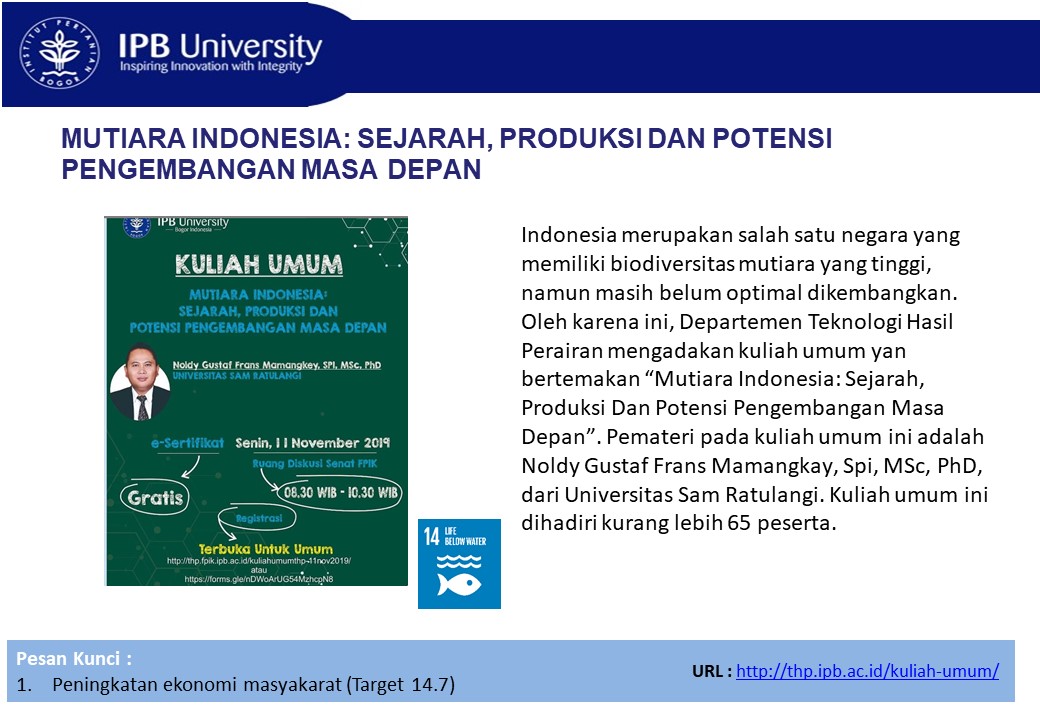 INSTITUT PERTANIAN
BOGOR
IPB University
Inspiring Innovation with Integrity
MUTIARA INDONESIA: SEJARAH, PRODUKSI DAN POTENSI
PENGEMBANGAN MASA DEPAN
IPB University
Bogor Indonesia
KULIAH UMUM
MUTIARA INDONESIA:
SEJARAH, PRODUKSI DAN
POTENSI PENGEMBANGAN MASA DEPAN
Noldy Gustaf Frans Mamangkey, SPI, MSc, PhD
UNIVERSITAS SAM RATULANGI
e-Sertifikat
Senin, 11 November 2019
Ruang Diskusi Senat FPIK
Gratis
08.30 WIB - 10.30 WIB
Registrasi
Terbuka Untuk Umum
http://thp.fpik.ipb.ac.id/kuliahumumthp-11nov2019/
atau
https://forms.gle/nDWoArUG54MzhcpN8
14 LIFE
BELOW WATER
Indonesia merupakan salah satu negara yang
memiliki biodiversitas mutiara yang tinggi,
namun masih belum optimal dikembangkan.
Oleh karena ini, Departemen Teknologi Hasil
Perairan mengadakan kuliah umum yan
bertemakan “Mutiara Indonesia: Sejarah,
Produksi Dan Potensi Pengembangan Masa
Depan”. Pemateri pada kuliah umum ini adalah
Noldy Gustaf Frans Mamangkay, Spi, MSc, PhD,
dari Universitas Sam Ratulangi. Kuliah umum ini
dihadiri kurang lebih 65 peserta.
Pesan Kunci :
1. Peningkatan ekonomi masyakarat (Target 14.7)
URL : http://thp.ipb.ac.id/kuliah-umum/